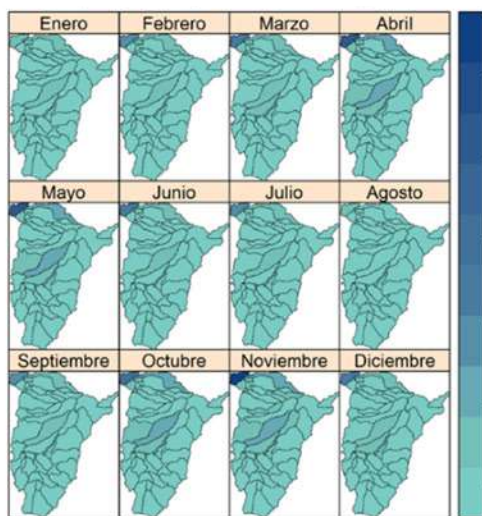 Enero Febrero Marzo Abril
Mayo Junio Julio Agosto
Septiembre Octubre Noviembre Diciembre